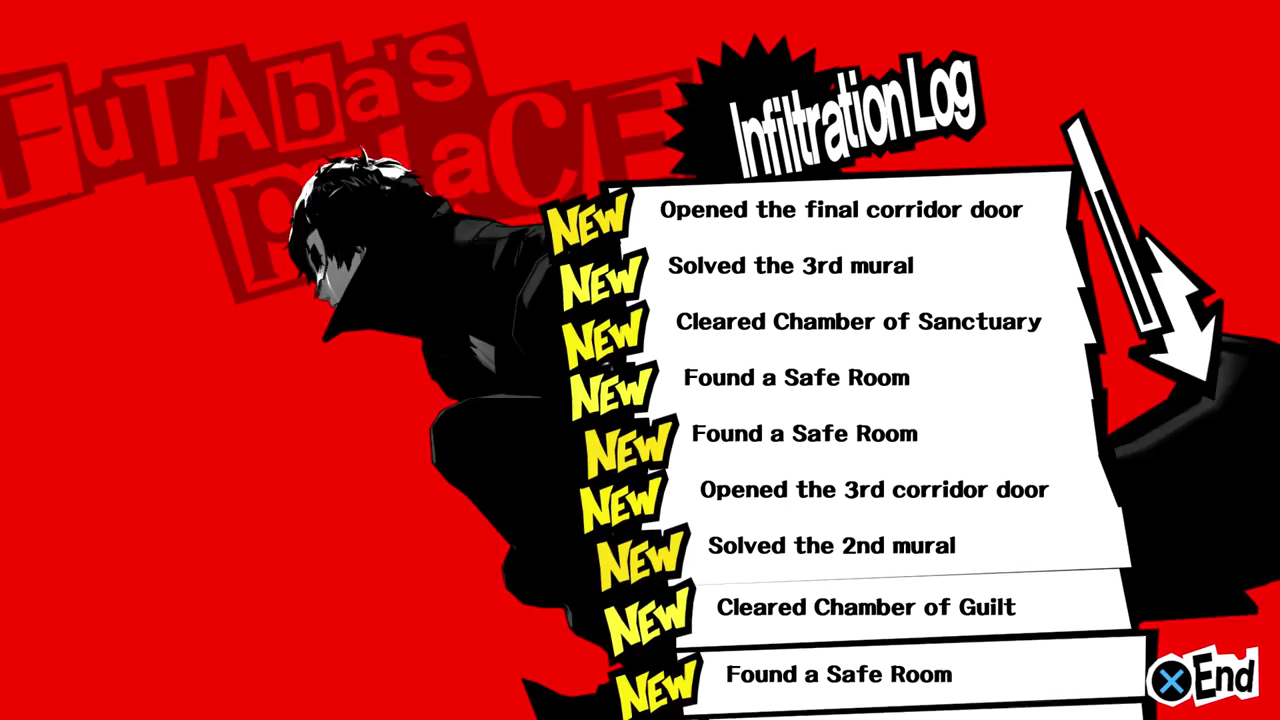 FuTAba's
pALaCE
Infiltration Log
NEW Opened the final corridor door
NEW Solved the 3rd mural
NEW Cleared Chamber of Sanctuary
NEW Found a Safe Room
NEW Found a Safe Room
NEW Opened the 3rd corridor door
NEW Solved the 2nd mural
NEW Cleared Chamber of Guilt
NEW Found a Safe Room
End